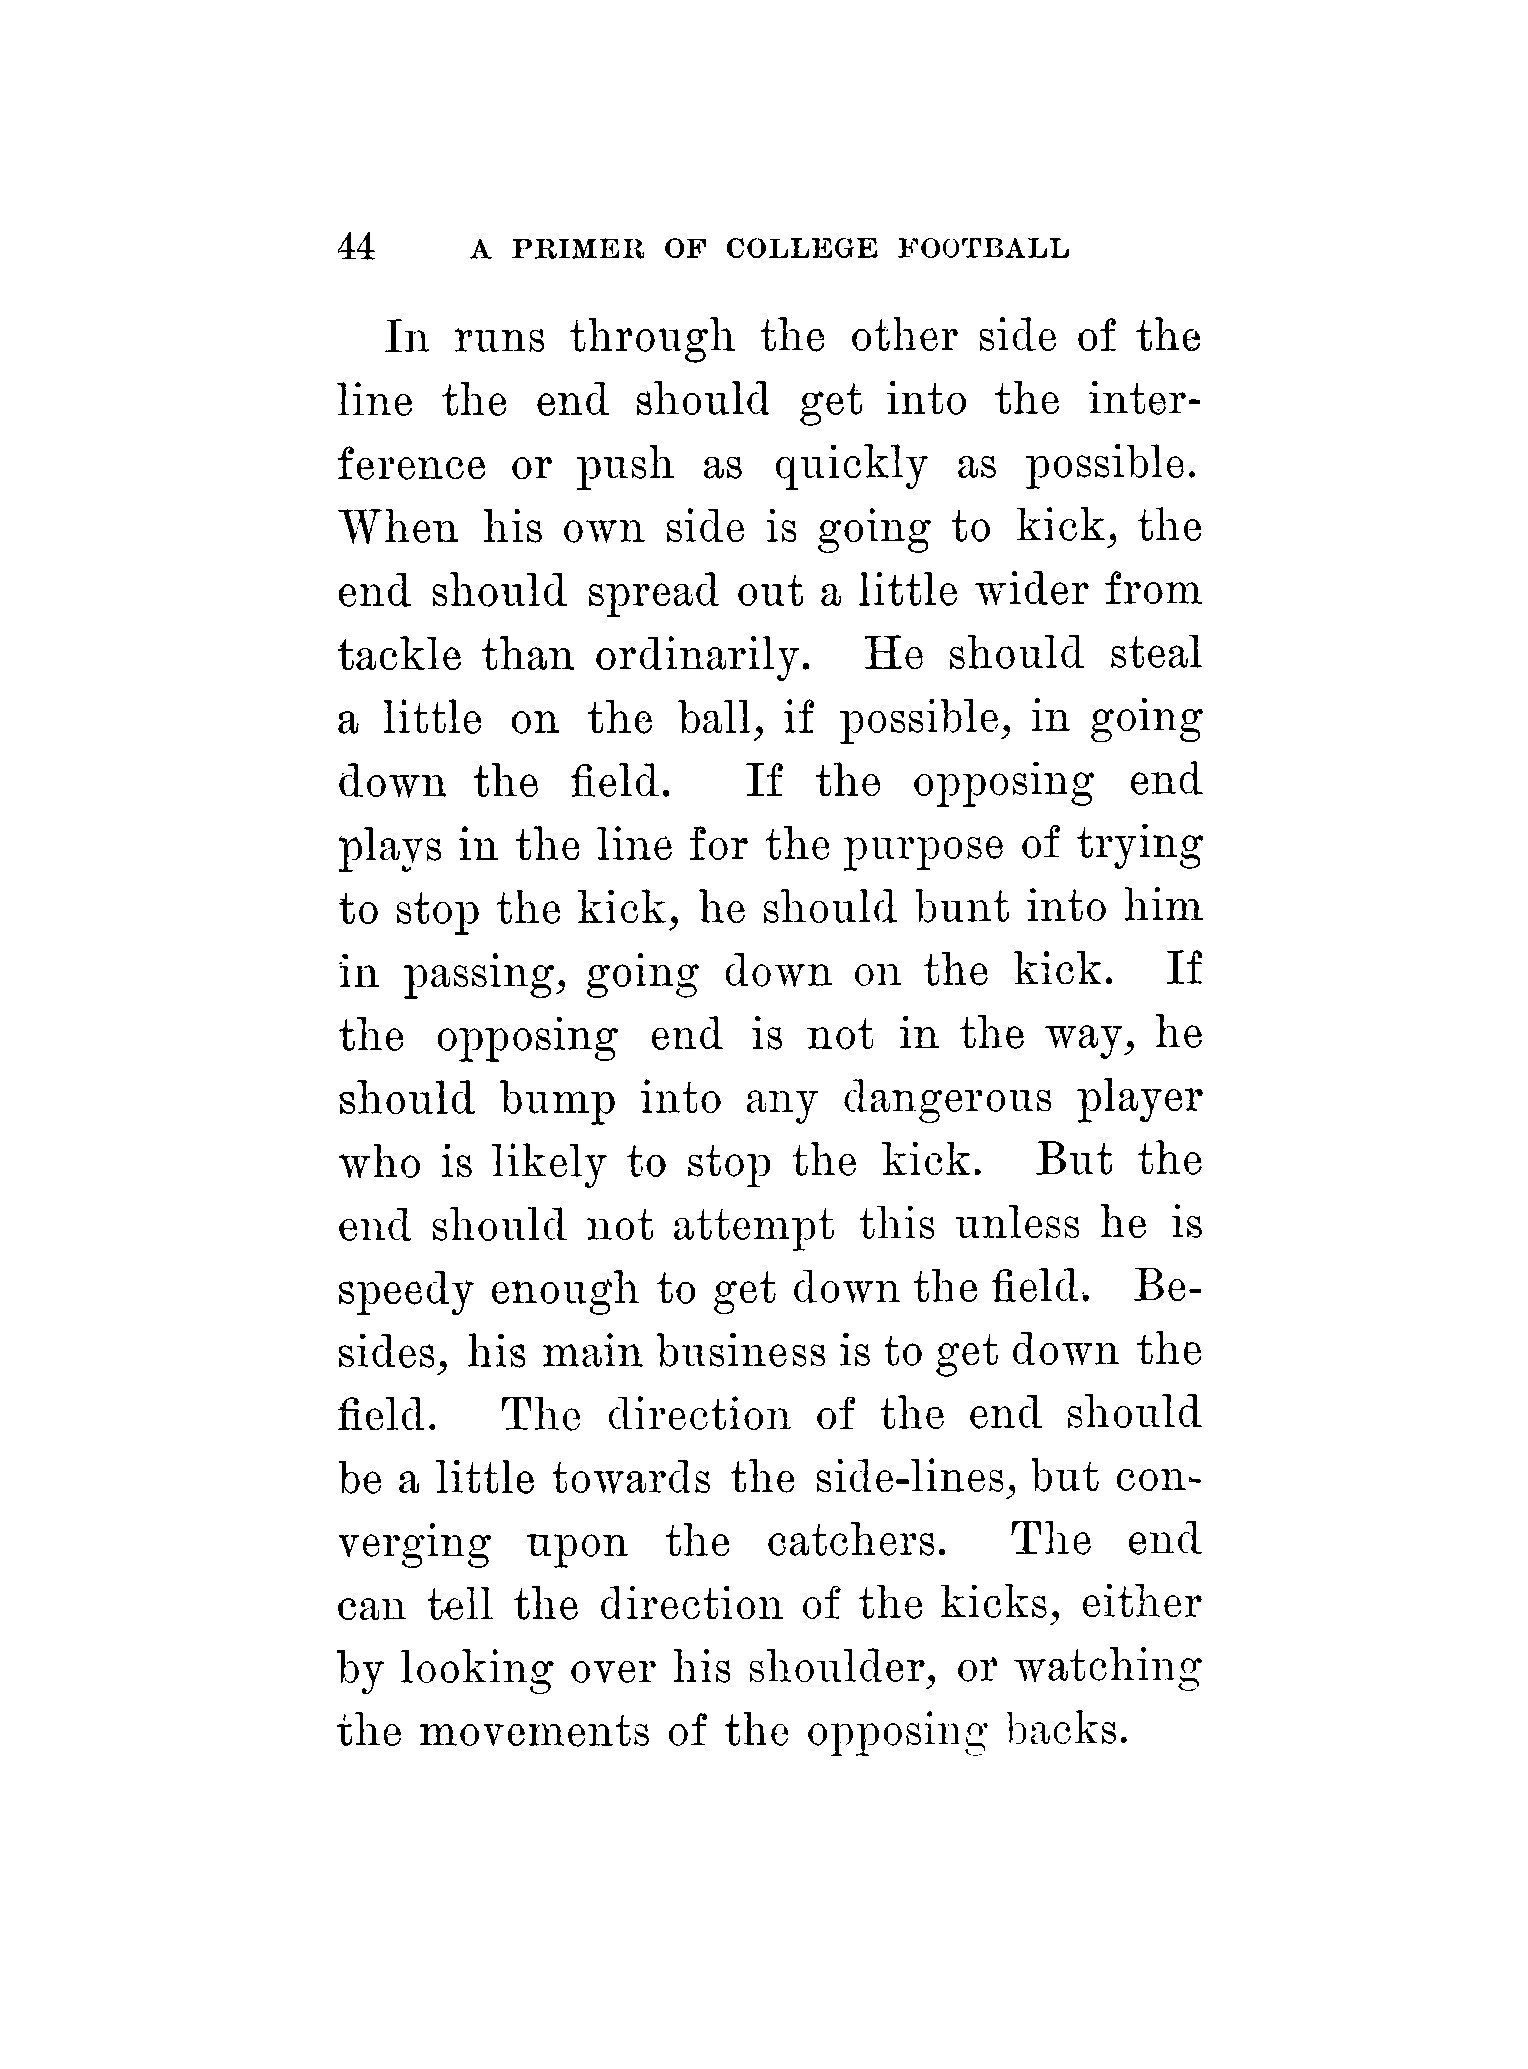 44 A PRIMER OF COLLEGE FOOTBALL
In runs through the other side of the
line the end should get into the inter-
ference or push as quickly as possible.
When his own side is going to kick, the
end should spread out a little wider from
tackle than ordinarily. He should steal
a little on the ball, if possible, in going
down the field. If the opposing end
plays in the line for the purpose of trying
to stop the kick, he should bunt into him
in passing, going down on the kick. If
the opposing end is not in the way, he
should bump into any dangerous player
who is likely to stop the kick. But the
end should not attempt this unless he is
speedy enough to get down the field. Be-
sides, his main business is to get down the
field. The direction of the end should
be a little towards the side-lines, but con-
verging upon the catchers. The end
can tell the direction of the kicks, either
by looking over his shoulder, or watching
the movements of the opposing backs.